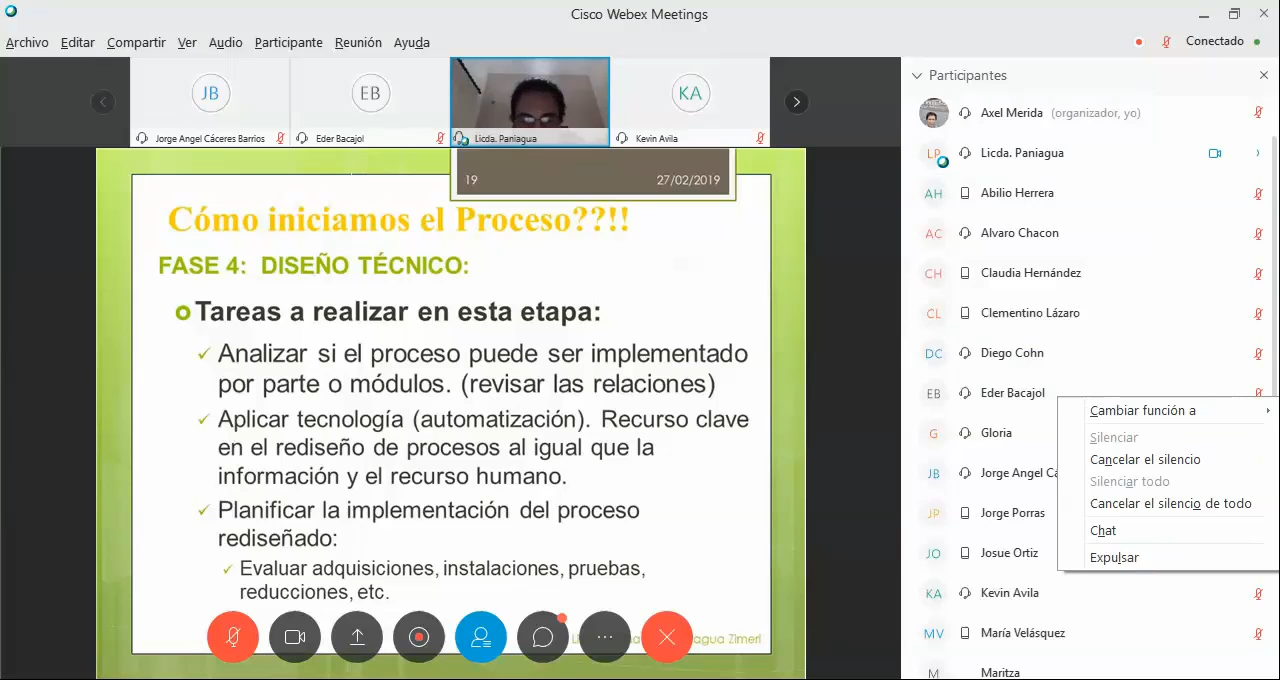 Cisco Webex Meetings
Archivo Editar Compartir Ver Audio Participante Reunión Ayuda
Conectado
JB
EB
KA
Jorge Angel Cáceres Barrios
Eder Bacajol
Licda. Paniagua
Kevin Avila
19 27/02/2019
Cómo iniciamos el Proceso??!!
FASE 4: DISEÑO TÉCNICO:
Tareas a realizar en esta etapa:
Analizar si el proceso puede ser implementado
por parte o módulos. (revisar las relaciones)
Aplicar tecnología (automatización). Recurso clave
en el rediseño de procesos al igual que la
información y el recurso humano.
Planificar la implementación del proceso
rediseñado:
Evaluar adquisiciones, instalaciones, pruebas,
reducciones, etc.
Zimeri
Participantes
Axel Merida (organizador, yo)
LP Licda. Paniagua
AH Abilio Herrera
AC Alvaro Chacon
CH Claudia Hernández
CL Clementino Lázaro
DC Diego Cohn
EB Eder Bacajol
G Gloria
JB Jorge Angel
JP Jorge Porras
JO Josue Ortiz
KA Kevin Avila
MV María Velásquez
M Maritza
Cambiar función a
Silenciar
Cancelar el silencio
Silenciar todo
Cancelar el silencio de todo
Chat
Expulsar